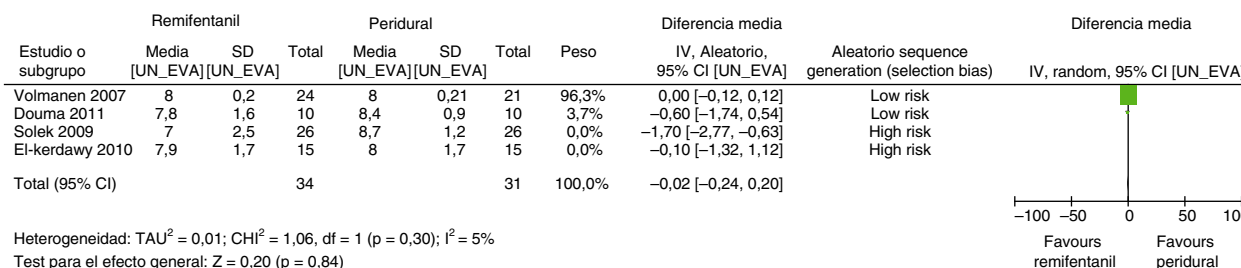 Remifentanil Peridural Diferencia media Diferencia media
Estudio o subgrupo Media [UN_EVA] SD [UN_EVA] Total Media [UN_EVA] SD [UN_EVA] Total Peso IV, Aleatorio, 95% CI [UN_EVA] Aleatorio sequence generation (selection bias) IV, random, 95% CI [UN_EVA]
Volmanen 2007 8 0,2 24 8 0,21 21 96,3% 0,00 [–0,12, 0,12] Low risk
Douma 2011 7,8 1,6 10 8,4 0,9 10 3,7% –0,60 [–1,74, 0,54] Low risk
Solek 2009 7 2,5 26 8,7 1,2 26 0,0% –1,70 [–2,77, –0,63] High risk
El-kerdawy 2010 7,9 1,7 15 8 1,7 15 0,0% –0,10 [–1,32, 1,12] High risk
Total (95% CI) 34 31 100,0% –0,02 [–0,24, 0,20]
–100 –50 0 50 100
Heterogeneidad: TAU² = 0,01; CHI² = 1,06, df = 1 (p = 0,30); I² = 5%
Test para el efecto general: Z = 0,20 (p = 0,84)
Favours remifentanil Favours peridural